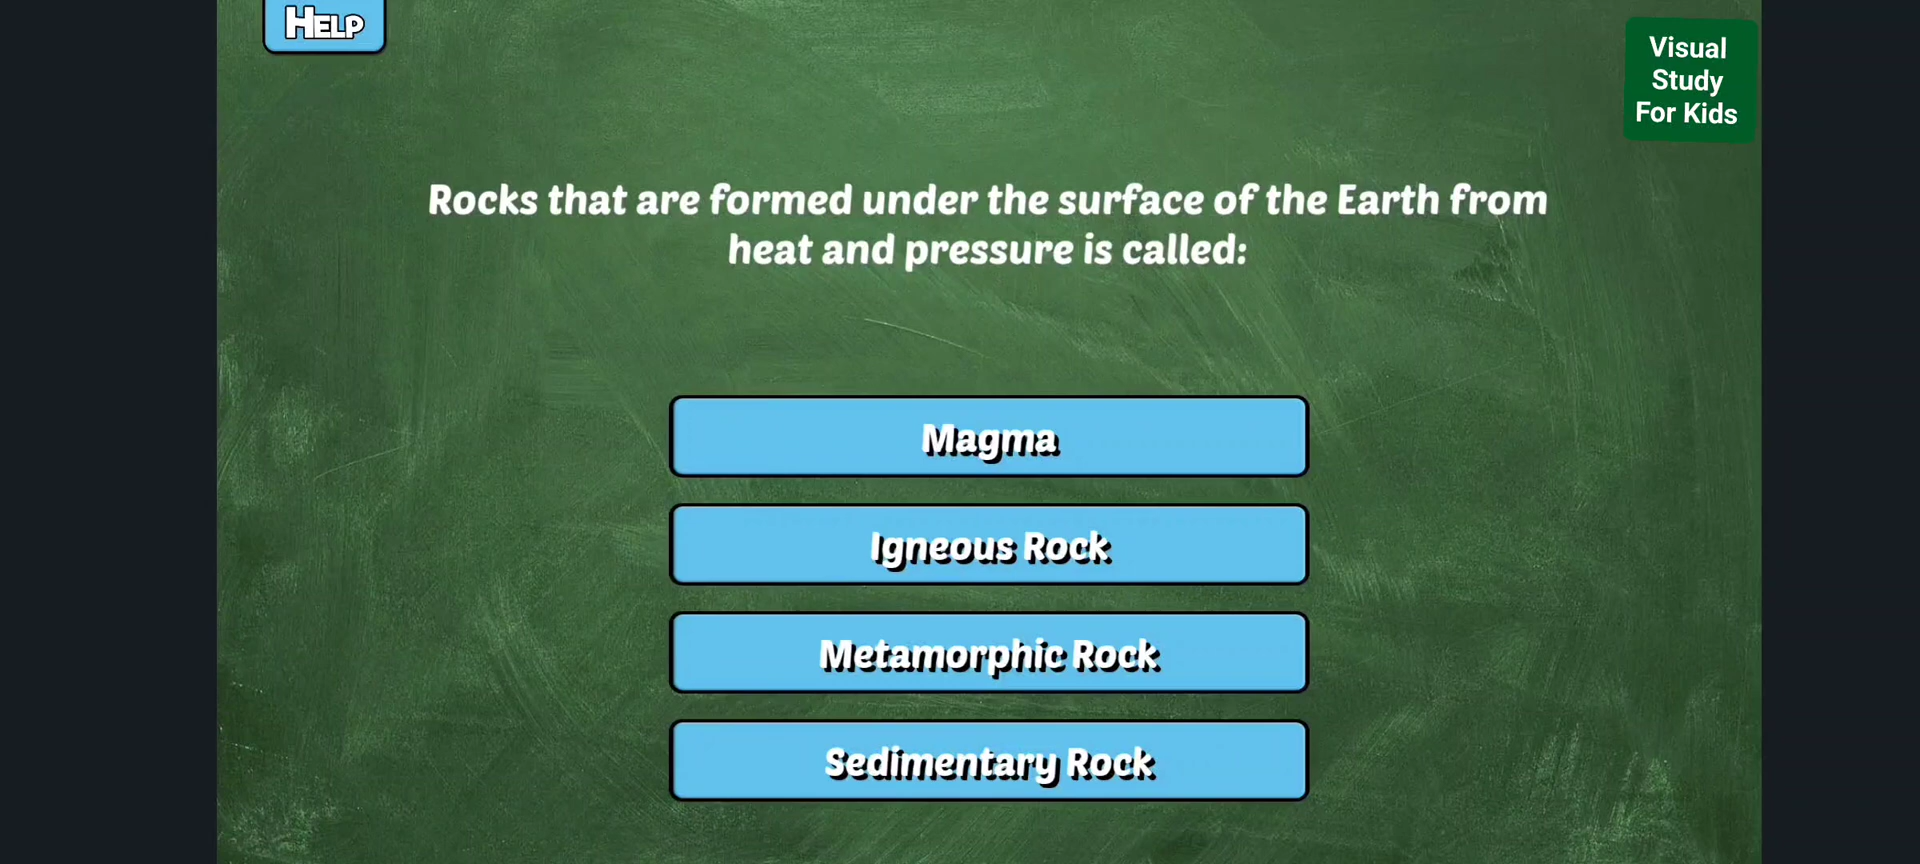 HELP
Visual
Study
For Kids
Rocks that are formed under the surface of the Earth from
heat and pressure is called:
Magma
Igneous Rock
Metamorphic Rock
Sedimentary Rock